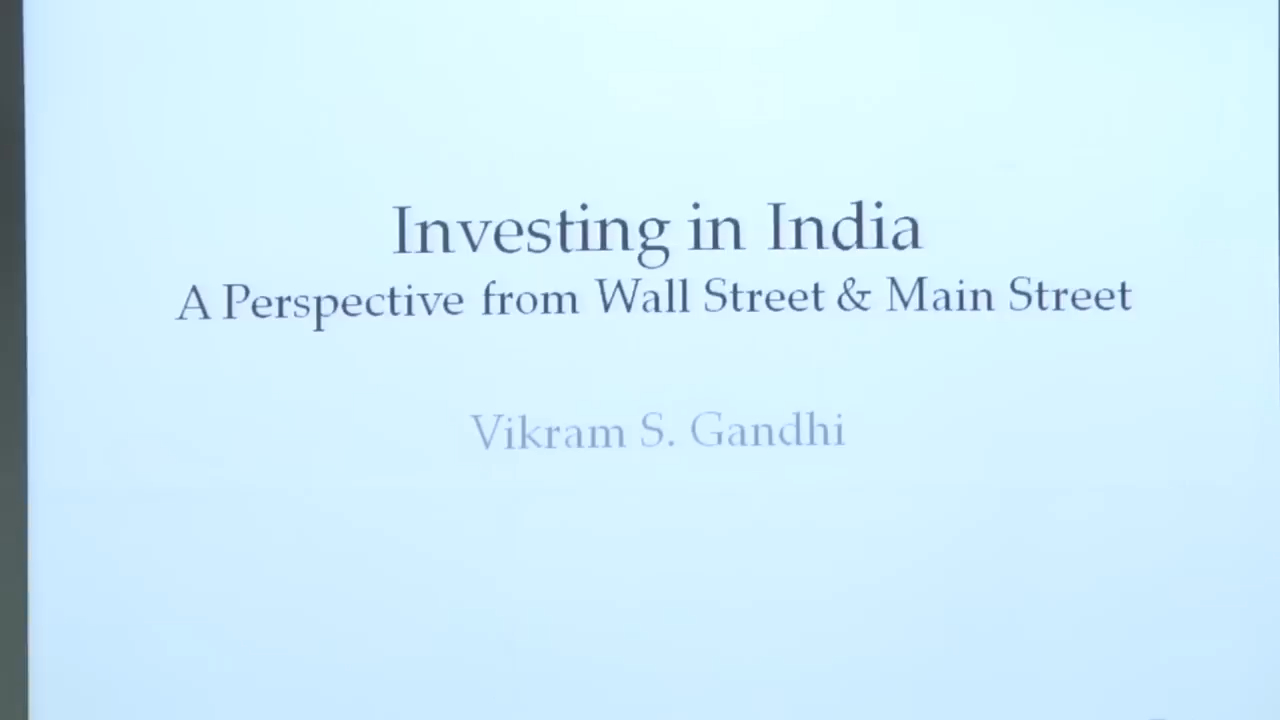 Investing in India
A Perspective from Wall Street & Main Street
Vikram S. Gandhi